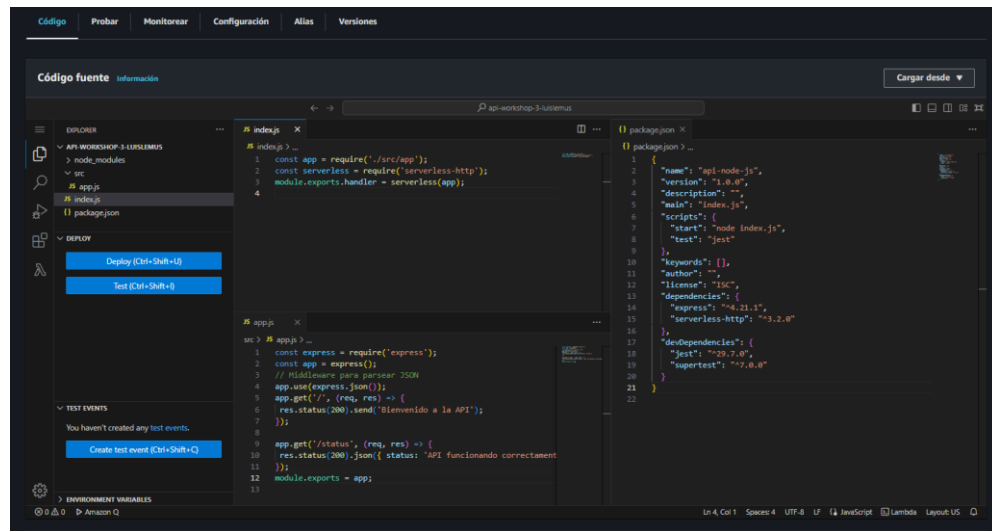 Código Probar Monitorear Configuración Alias Versiones
Código fuente Información
Cargar desde ▼
api-workshop-3-luislemus
EXPLORER
API-WORKSHOP-3-LUISLEMUS
> node_modules
src
JS app.js
JS index.js
{} package.json
DEPLOY
Deploy (Ctrl+Shift+U)
Test (Ctrl+Shift+I)
TEST EVENTS
You haven't created any test events.
Create test event (Ctrl+Shift+C)
> ENVIRONMENT VARIABLES
JS index.js ×
JS index.js > ...
1 const app = require('./src/app');
2 const serverless = require('serverless-http');
3 module.exports.handler = serverless(app);
4
JS app.js ×
src > JS app.js > ...
1 const express = require('express');
2 const app = express();
3 // Middleware para parsear JSON
4 app.use(express.json());
5 app.get('/', (req, res) => {
6 res.status(200).send('Bienvenido a la API');
7 });
8
9 app.get('/status', (req, res) => {
10 res.status(200).json({ status: 'API funcionando correctament
11 });
12 module.exports = app;
13
{} package.json ×
{} package.json > ...
1 {
2 "name": "api-node-js",
3 "version": "1.0.0",
4 "description": "",
5 "main": "index.js",
6 "scripts": {
7 "start": "node index.js",
8 "test": "jest"
9 },
10 "keywords": [],
11 "author": "",
12 "license": "ISC",
13 "dependencies": {
14 "express": "^4.21.1",
15 "serverless-http": "^3.2.0"
16 },
17 "devDependencies": {
18 "jest": "^29.7.0",
19 "supertest": "^7.0.0"
20 }
21 }
22
0 0 Amazon Q
Ln 4, Col 1 Spaces: 4 UTF-8 LF JavaScript Lambda Layout: US